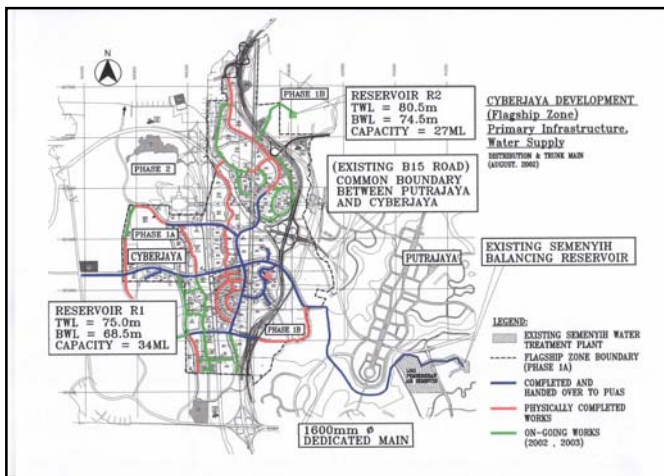 N
PHASE 1B
RESERVOIR R2
TWL = 80.5m
BWL = 74.5m
CAPACITY = 27ML
CYBERJAYA DEVELOPMENT
(Flagship Zone)
Primary Infrastructure,
Water Supply
DISTRIBUTION & TRUNK MAIN
(AUGUST. 2002)
PHASE 2
(EXISTING B15 ROAD)
COMMON BOUNDARY
BETWEEN PUTRAJAYA
AND CYBERJAYA
PHASE 1A
CYBERJAYA
PUTRAJAYA
EXISTING SEMENYIH
BALANCING RESERVOIR
RESERVOIR R1
TWL = 75.0m
BWL = 68.5m
CAPACITY = 34ML
PHASE 1B
1600mm ø
DEDICATED MAIN
LEGEND:
EXISTING SEMENYIH WATER
TREATMENT PLANT
FLAGSHIP ZONE BOUNDARY
(PHASE 1A)
COMPLETED AND
HANDED OVER TO PUAS
PHYSICALLY COMPLETED
WORKS
ON-GOING WORKS
(2002 , 2003)